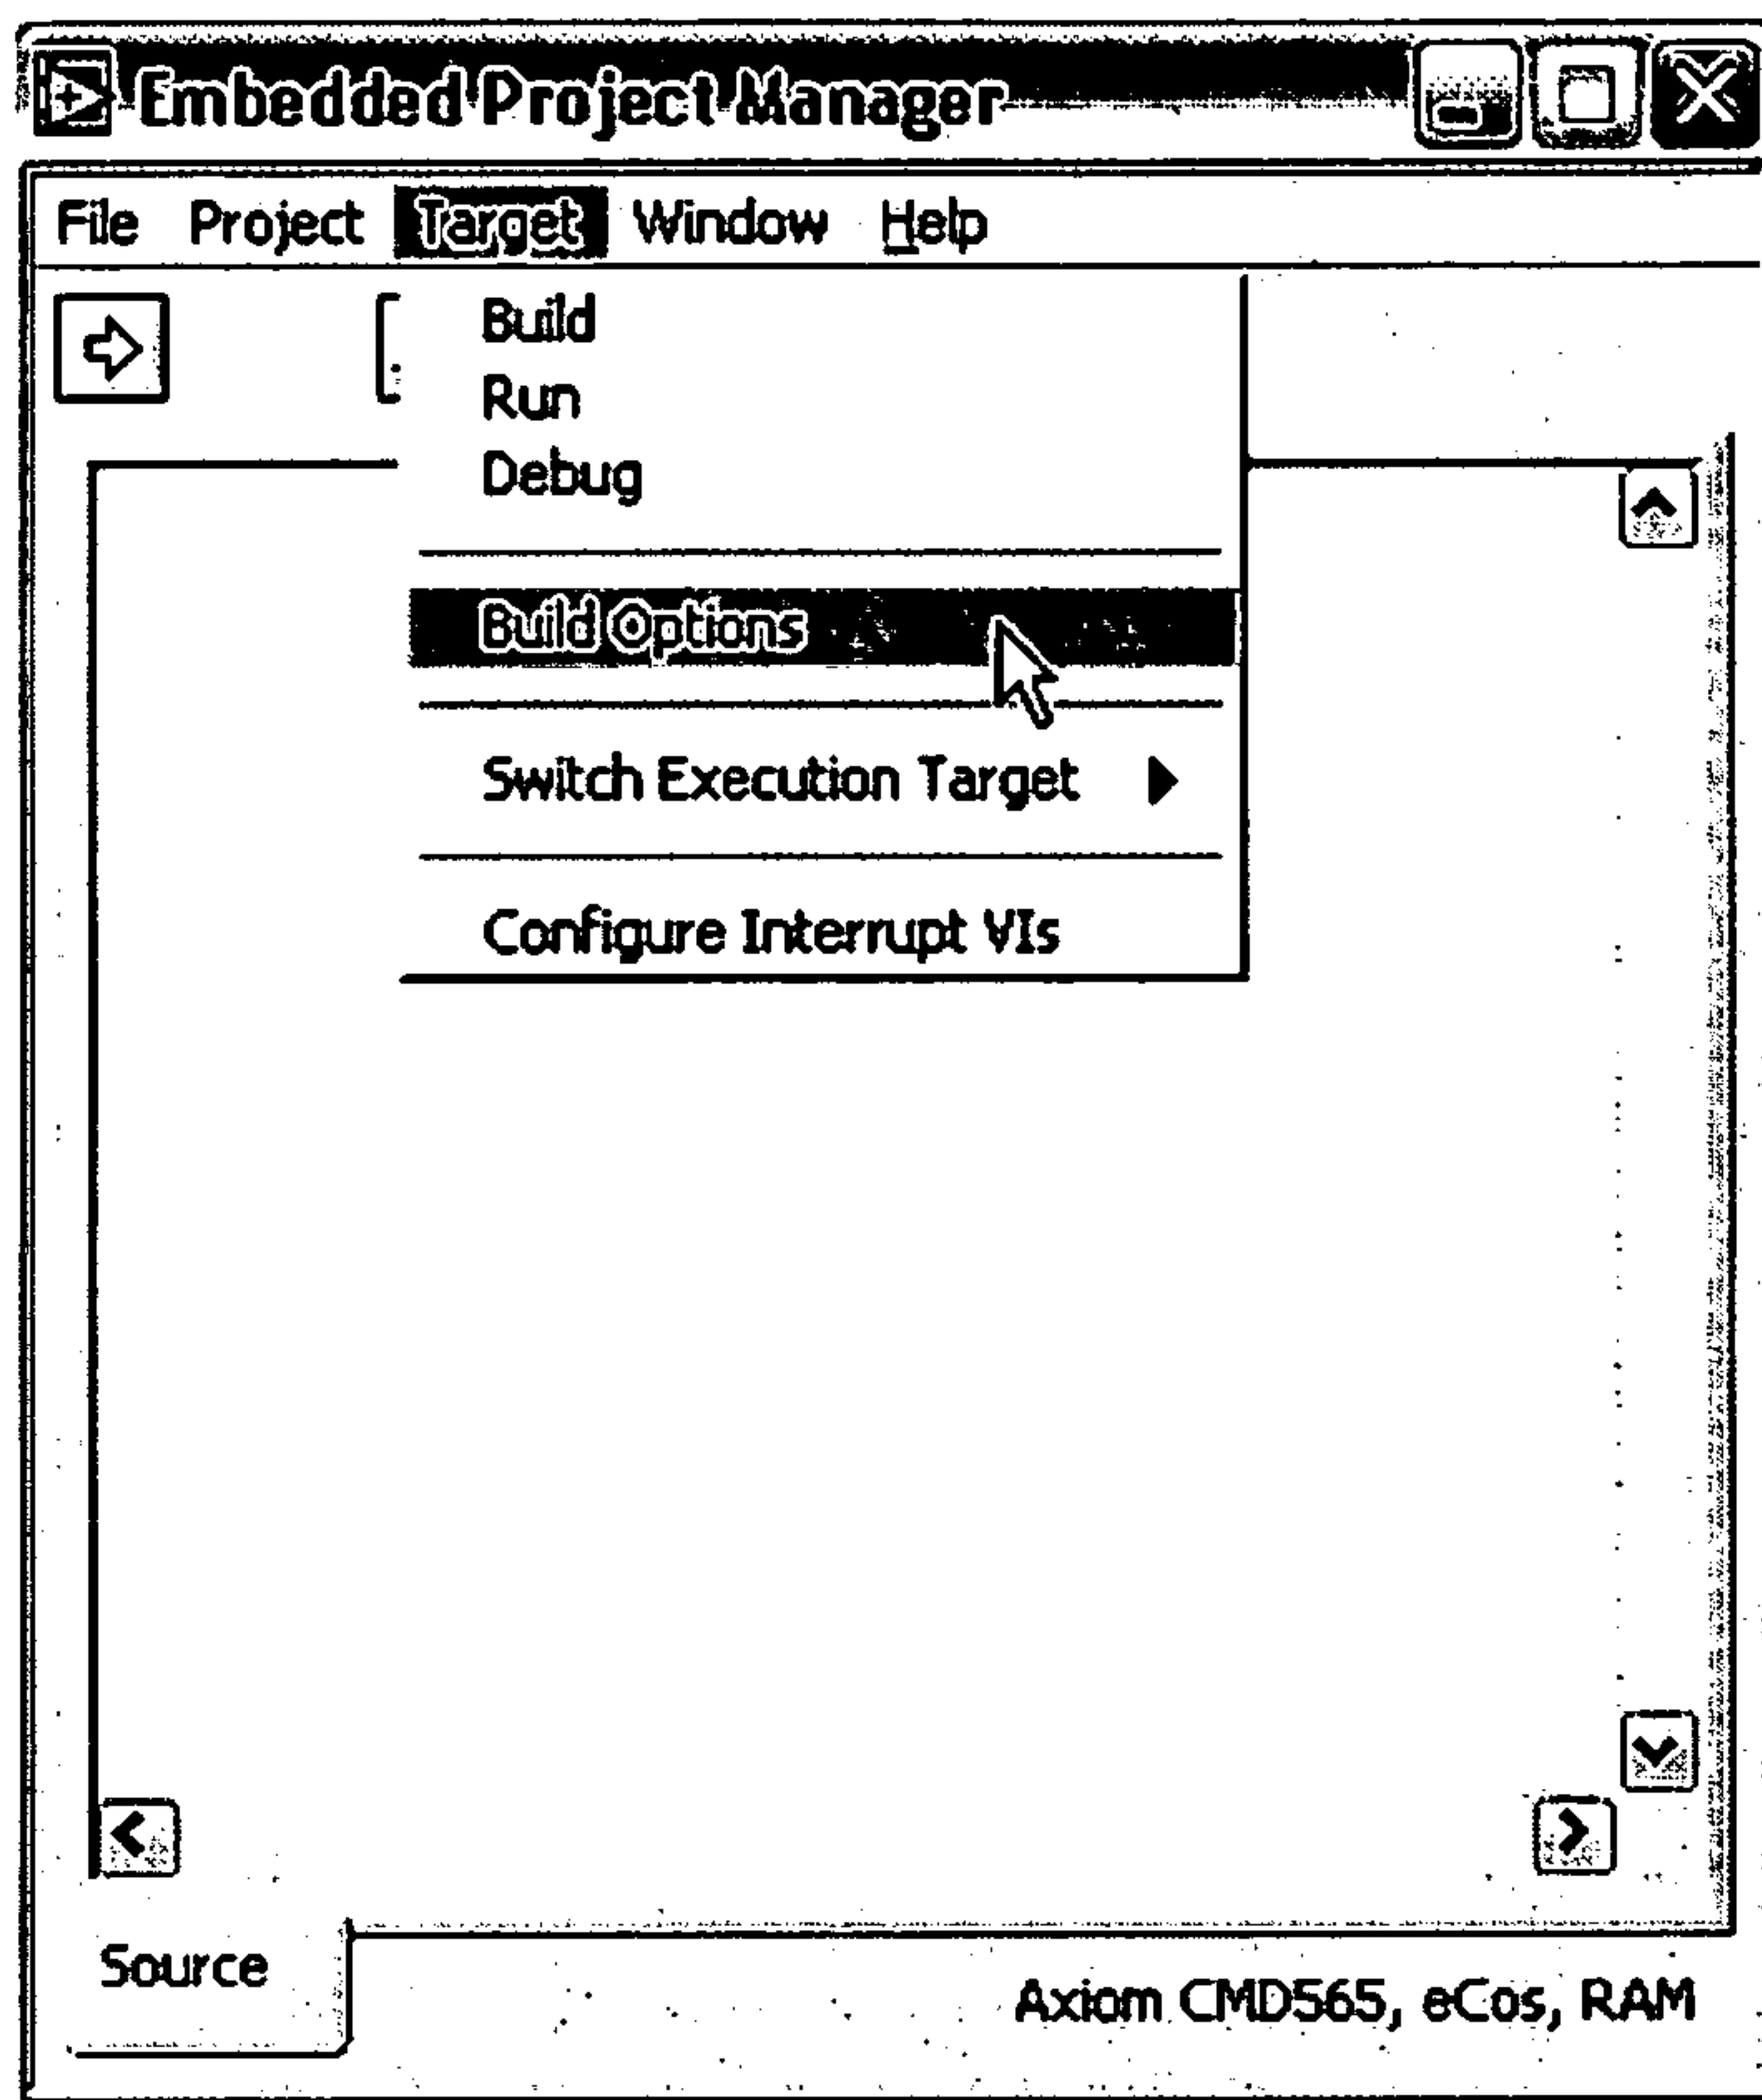 Embedded Project Manager
File Project Target Window Help
Build
Run
Debug
Build Options
Switch Execution Target
Configure Interrupt VIs
Source
Axiom CMD565, eCos, RAM